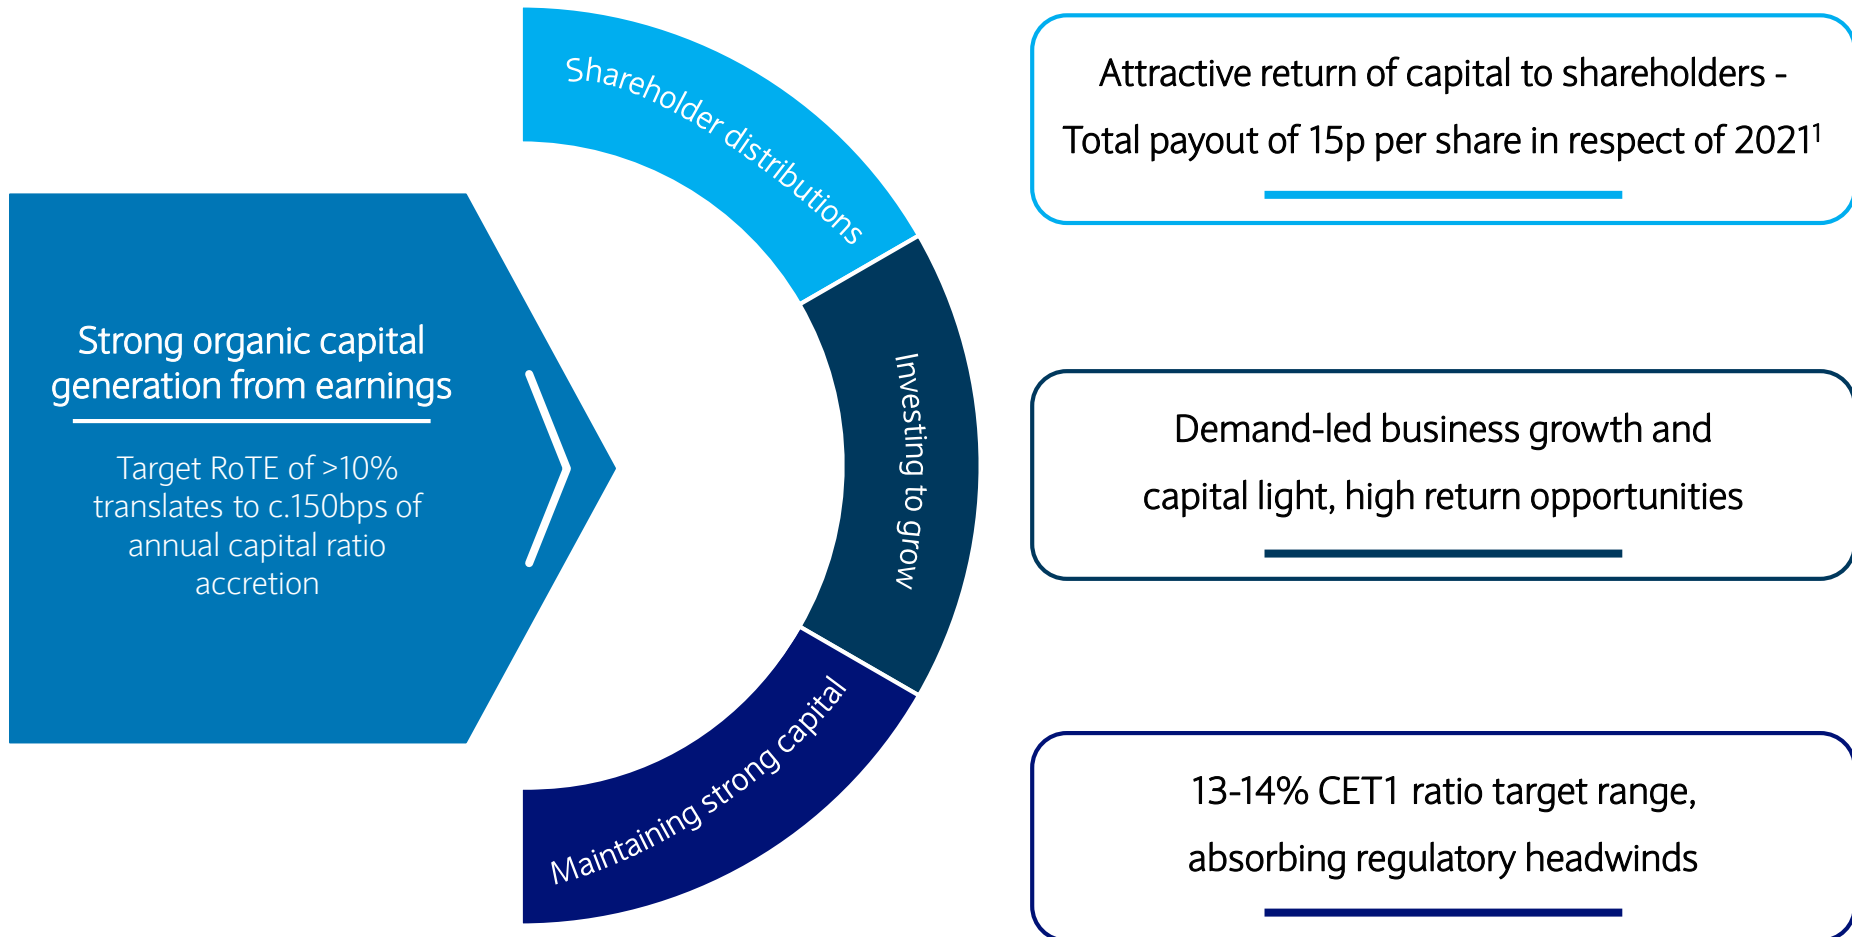 Strong organic capital
generation from earnings
Target RoTE of >10%
translates to c.150bps of
annual capital ratio
accretion
Shareholder distributions
Investing to grow
Maintaining strong capital
Attractive return of capital to shareholders -
Total payout of 15p per share in respect of 2021¹
Demand-led business growth and
capital light, high return opportunities
13-14% CET1 ratio target range,
absorbing regulatory headwinds